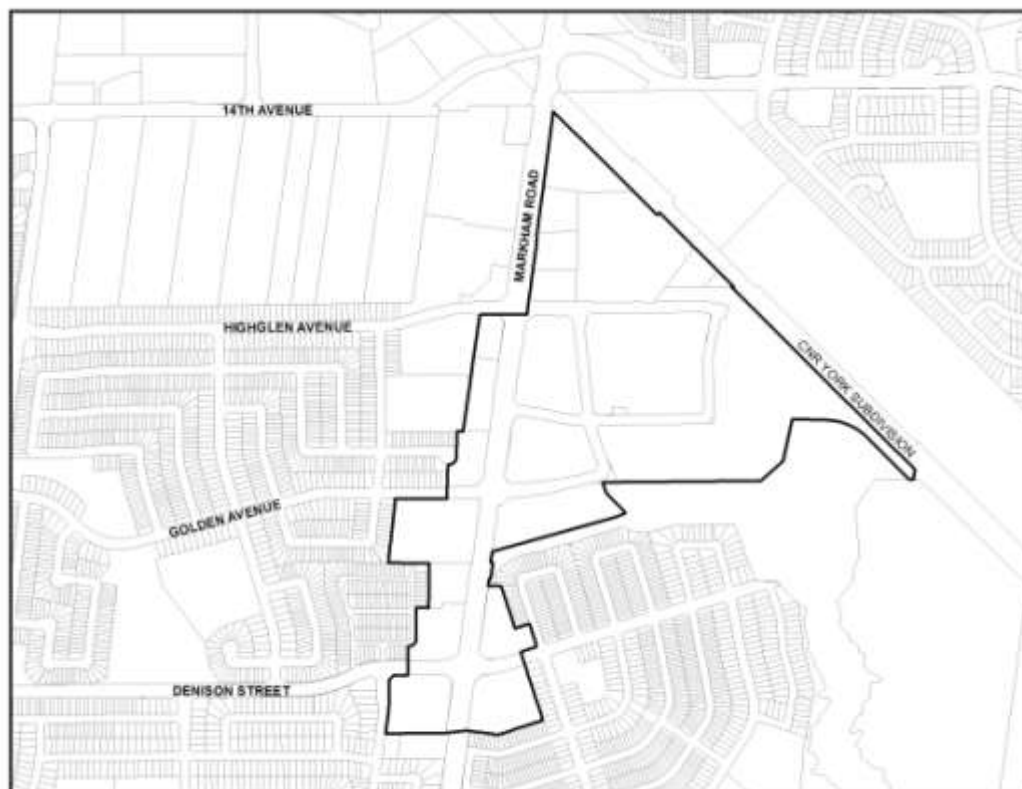 14TH AVENUE
MARKHAM ROAD
HIGHGLEN AVENUE
CNR YORK SUBDIVISION
GOLDEN AVENUE
DENISON STREET